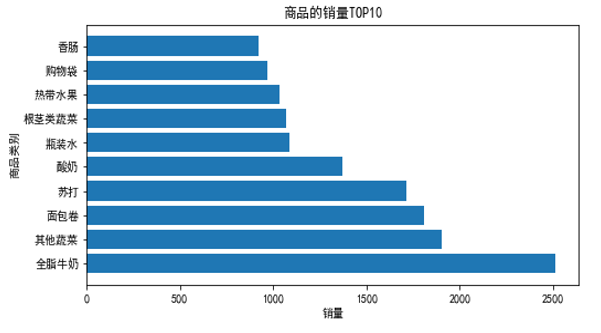 商品的销量TOP10
香肠
购物袋
热带水果
根茎类蔬菜
瓶装水
酸奶
苏打
面包卷
其他蔬菜
全脂牛奶
商品类别
0 500 1000 1500 2000 2500
销量